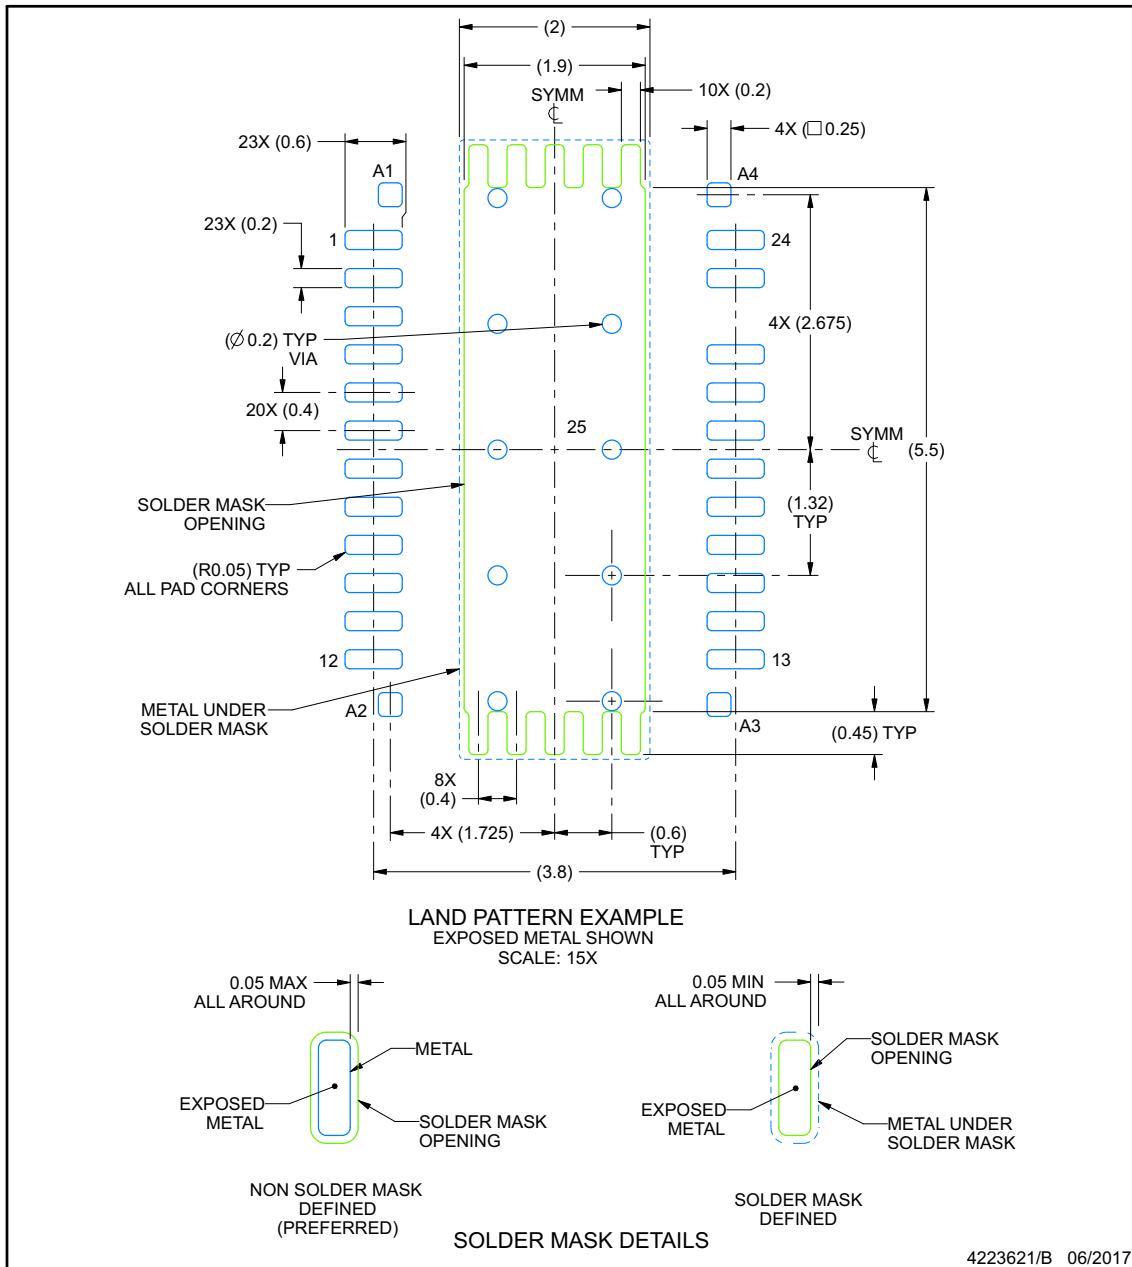 (2)
(1.9)
SYMM
℄
10X (0.2)
4X (□ 0.25)
23X (0.6)
A1
A4
23X (0.2)
1
24
4X (2.675)
(Ø 0.2) TYP
VIA
20X (0.4)
25
SYMM
℄
(5.5)
SOLDER MASK
OPENING
(1.32)
TYP
(R0.05) TYP
ALL PAD CORNERS
12
13
METAL UNDER
SOLDER MASK
A2
A3
(0.45) TYP
8X
(0.4)
4X (1.725)
(0.6)
TYP
(3.8)
LAND PATTERN EXAMPLE
EXPOSED METAL SHOWN
SCALE: 15X
0.05 MAX
ALL AROUND
METAL
EXPOSED
METAL
SOLDER MASK
OPENING
NON SOLDER MASK
DEFINED
(PREFERRED)
0.05 MIN
ALL AROUND
SOLDER MASK
OPENING
EXPOSED
METAL
METAL UNDER
SOLDER MASK
SOLDER MASK
DEFINED
SOLDER MASK DETAILS
4223621/B 06/2017